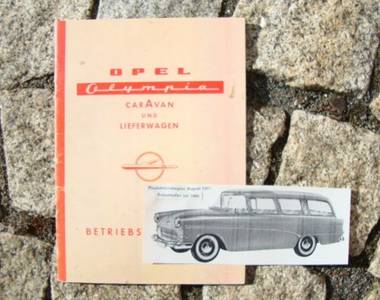 OPEL
Olympia
CARAVAN
UND
LIEFERWAGEN
BETRIEBS